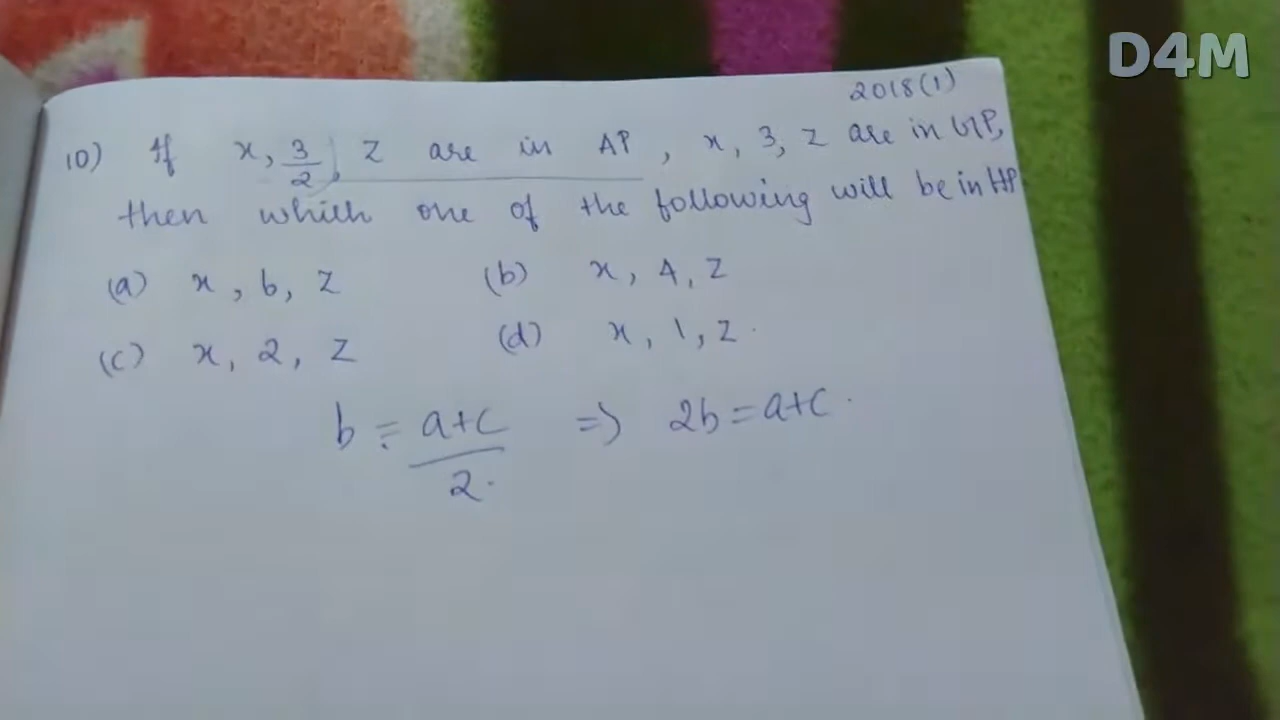 D4M
2018(1)
10) If x, 3/2, z are in AP, x, 3, z are in GP,
then which one of the following will be in HP
(a) x, 6, z (b) x, 4, z
(c) x, 2, z (d) x, 1, z.
b = a+c/2. => 2b = a+c.